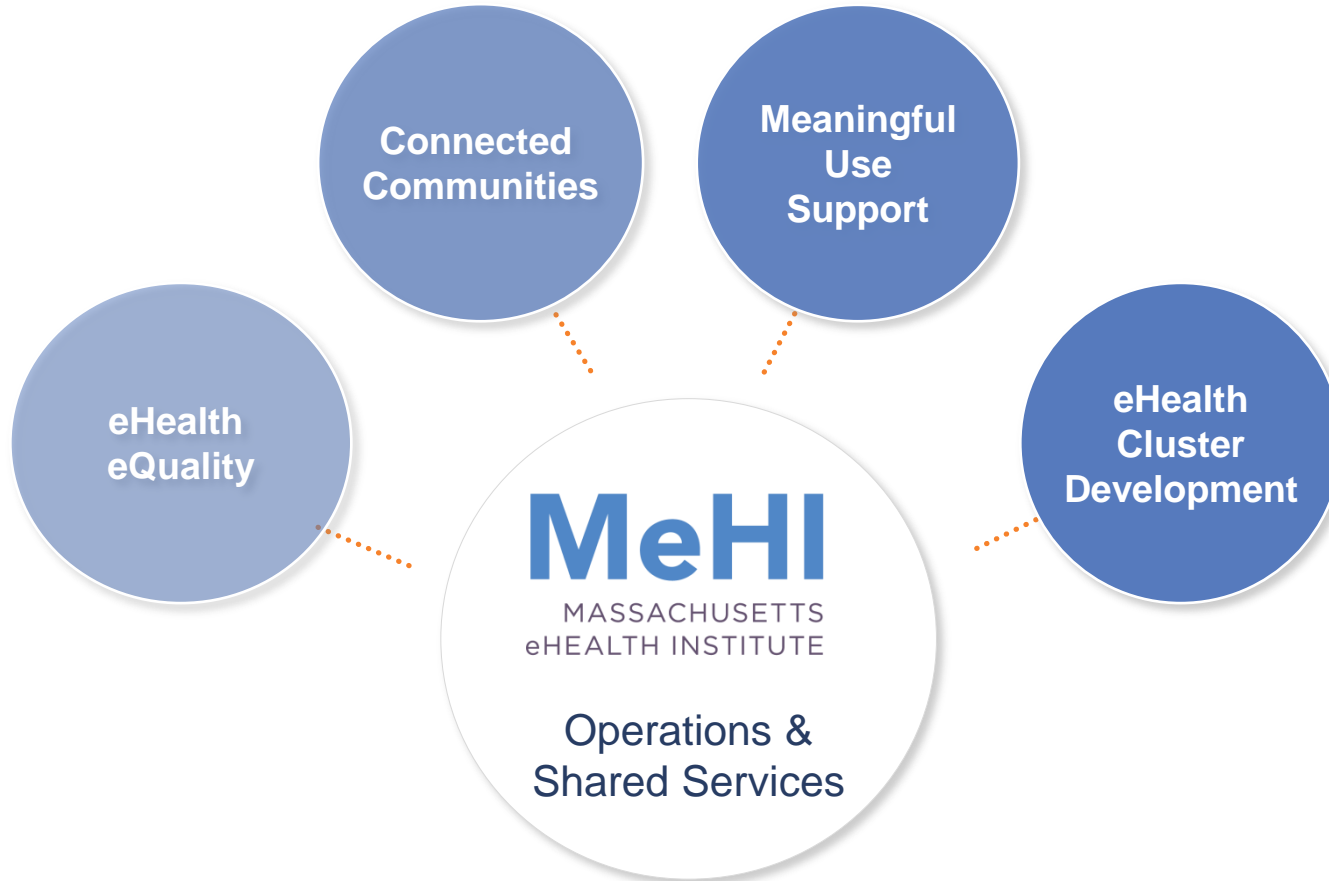 Connected
Communities
Meaningful
Use
Support
eHealth
eQuality
eHealth
Cluster
Development
MeHI
MASSACHUSETTS
eHEALTH INSTITUTE
Operations &
Shared Services